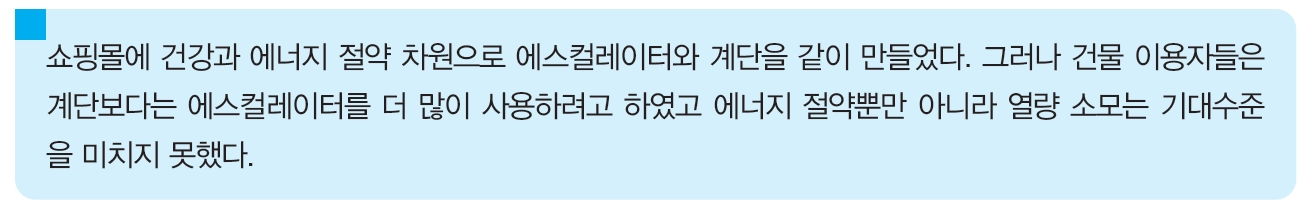 쇼핑몰에 건강과 에너지 절약 차원으로 에스컬레이터와 계단을 같이 만들었다. 그러나 건물 이용자들은
계단보다는 에스컬레이터를 더 많이 사용하려고 하였고 에너지 절약뿐만 아니라 열량 소모는 기대수준
을 미치지 못했다.